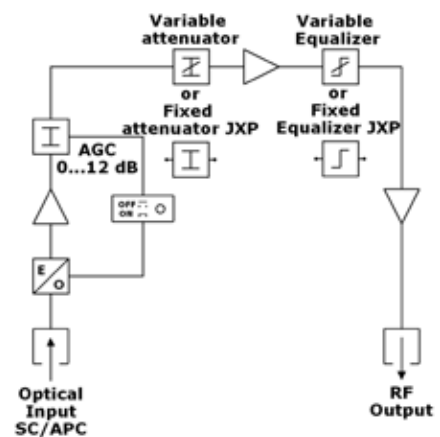 Variable
attenuator
or
Fixed
attenuator JXP
Variable
Equalizer
or
Fixed
Equalizer JXP
AGC
0...12 dB
OFF
ON
E
O
Optical
Input
SC/APC
RF
Output